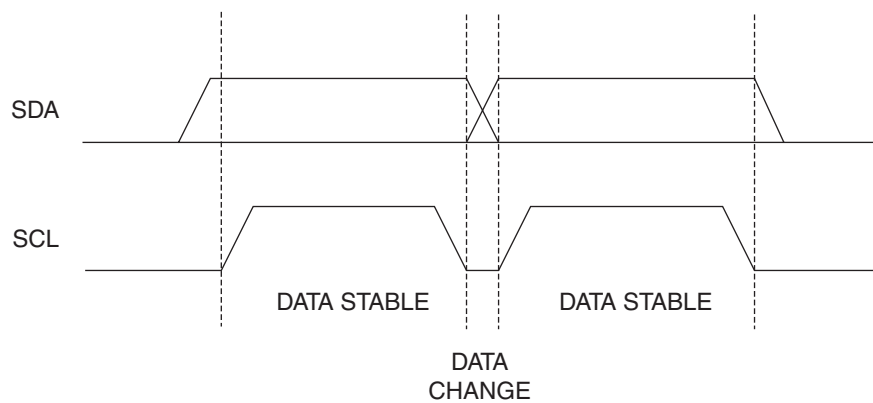 SDA
SCL
DATA STABLE
DATA STABLE
DATA
CHANGE